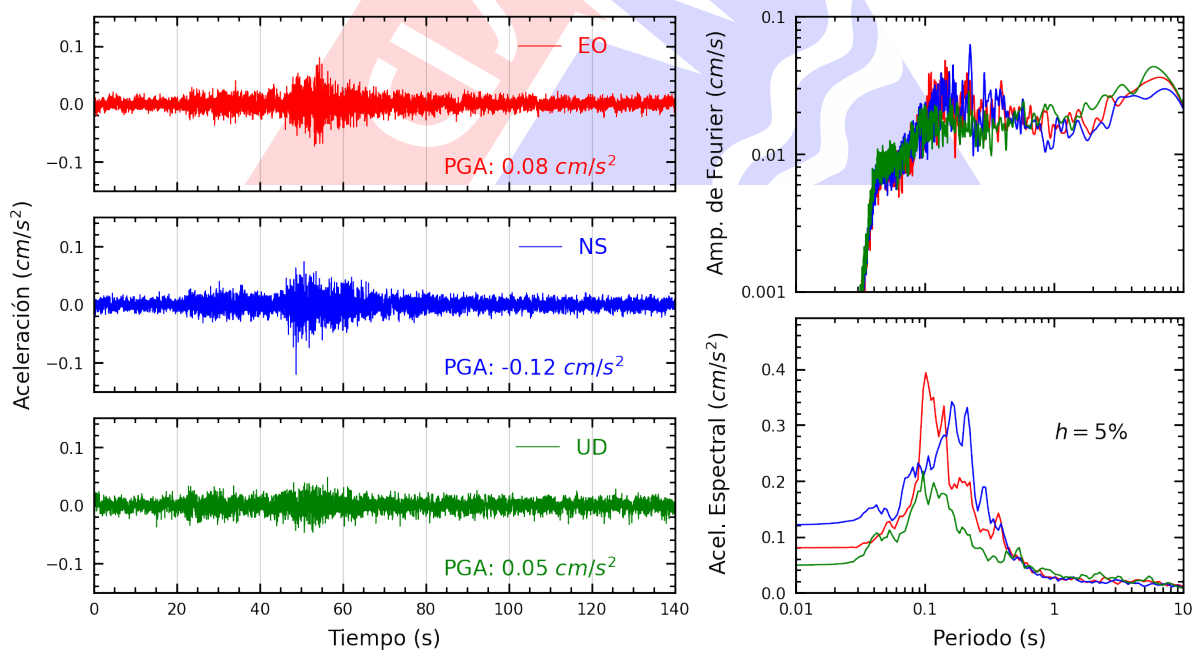 0.1
0.0
−0.1
EO
PGA: 0.08 cm/s²
0.1
0.0
−0.1
NS
PGA: -0.12 cm/s²
0.1
0.0
−0.1
UD
PGA: 0.05 cm/s²
Aceleración (cm/s²)
0 20 40 60 80 100 120 140
Tiempo (s)
0.1
0.01
0.001
Amp. de Fourier (cm/s)
0.4
0.3
0.2
0.1
0.0
Acel. Espectral (cm/s²)
h = 5%
0.01 0.1 1 10
Periodo (s)